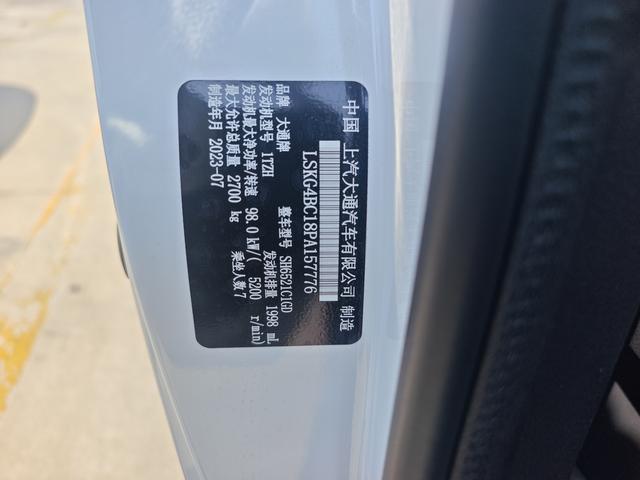 中国 上汽大通汽车有限公司 制造
LSKG4BC18PA157776
品牌 大通牌 整车型号 SH6521C1GD
发动机型号 1TZH 发动机排量 1998 mL
发动机最大净功率/转速 98.0 kW/( 5200 r/min)
最大允许总质量 2700 kg 乘坐人数 7
制造年月 2023-07